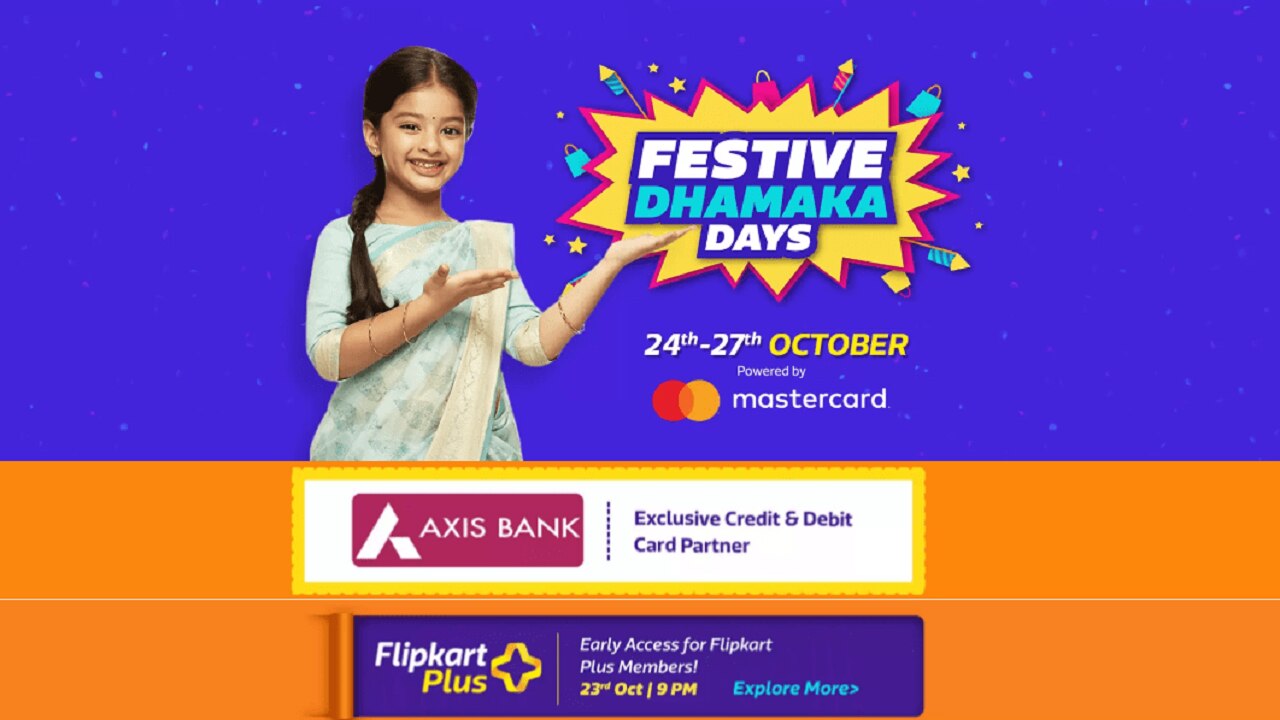 FESTIVE
DHAMAKA
DAYS
24th-27th OCTOBER
Powered by
mastercard.
AXIS BANK
Exclusive Credit & Debit
Card Partner
Flipkart
Plus
Early Access for Flipkart
Plus Members!
23rd Oct | 9 PM
Explore More>